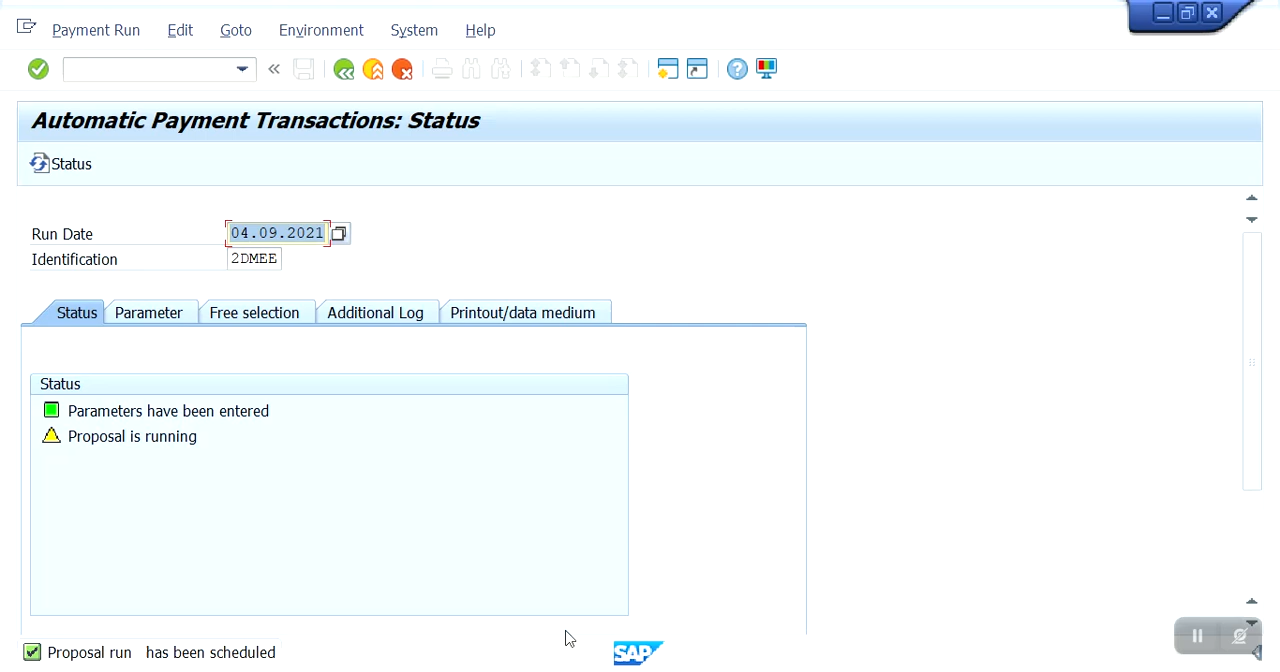 Payment Run Edit Goto Environment System Help
Automatic Payment Transactions: Status
Status
Run Date 04.09.2021
Identification 2DMEE
Status Parameter Free selection Additional Log Printout/data medium
Status
Parameters have been entered
Proposal is running
Proposal run has been scheduled
SAP